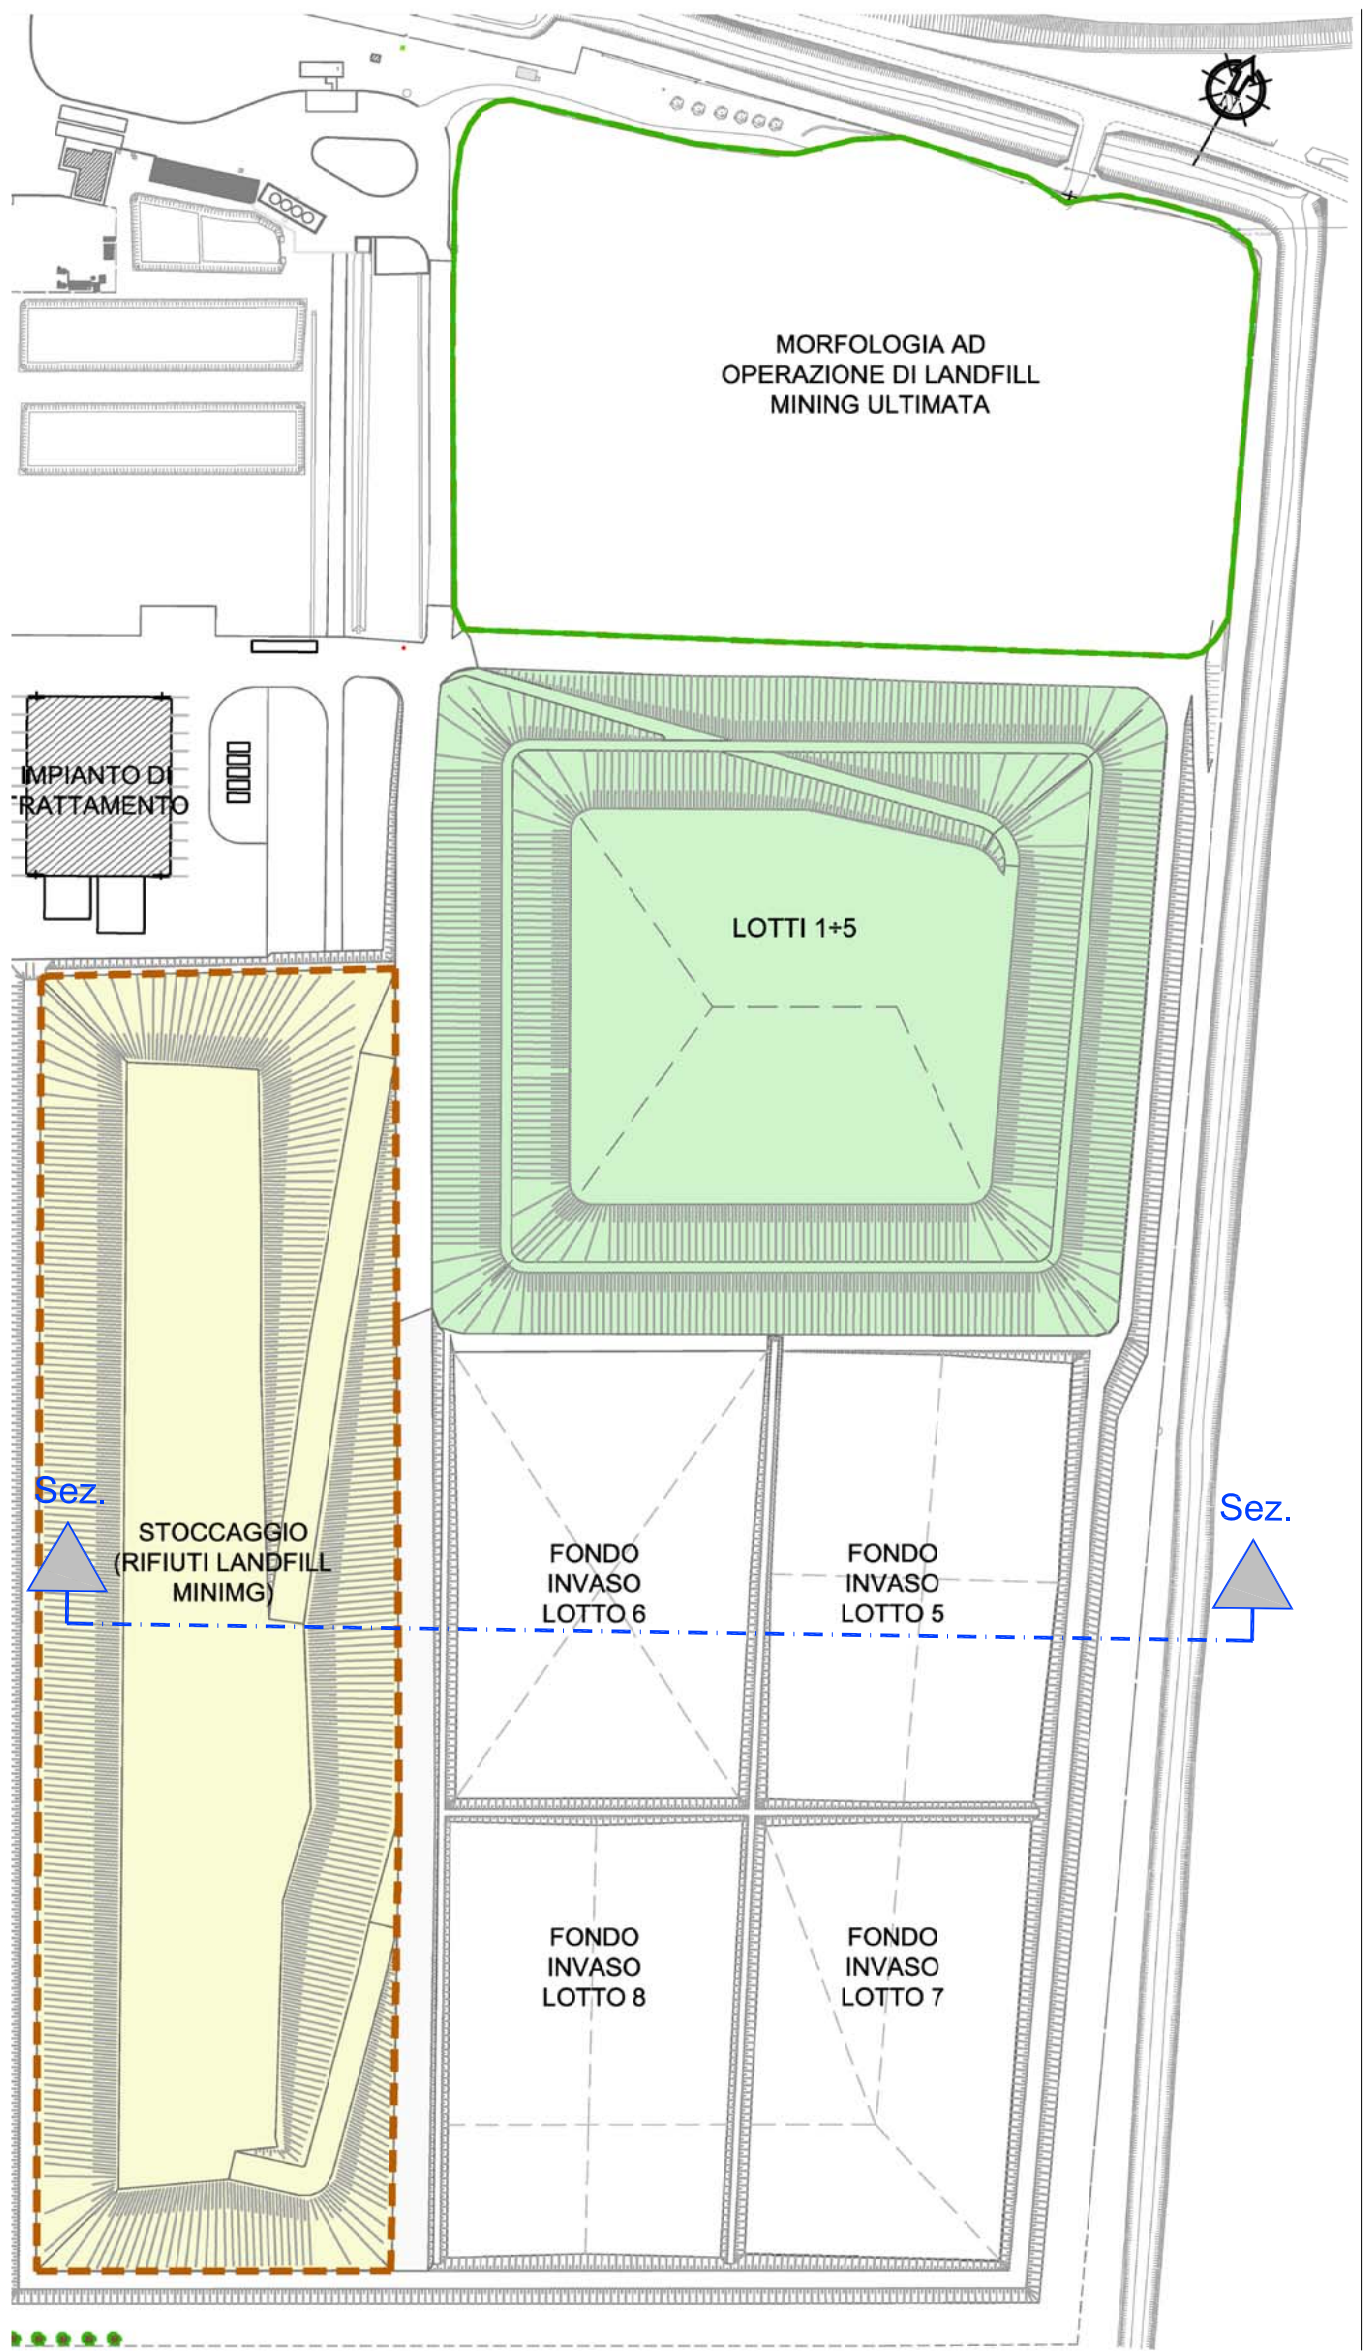 MORFOLOGIA AD
OPERAZIONE DI LANDFILL
MINING ULTIMATA
IMPIANTO DI
TRATTAMENTO
LOTTI 1÷5
Sez.
Sez.
STOCCAGGIO
(RIFIUTI LANDFILL
MINIMG)
FONDO
INVASO
LOTTO 6
FONDO
INVASO
LOTTO 5
FONDO
INVASO
LOTTO 8
FONDO
INVASO
LOTTO 7